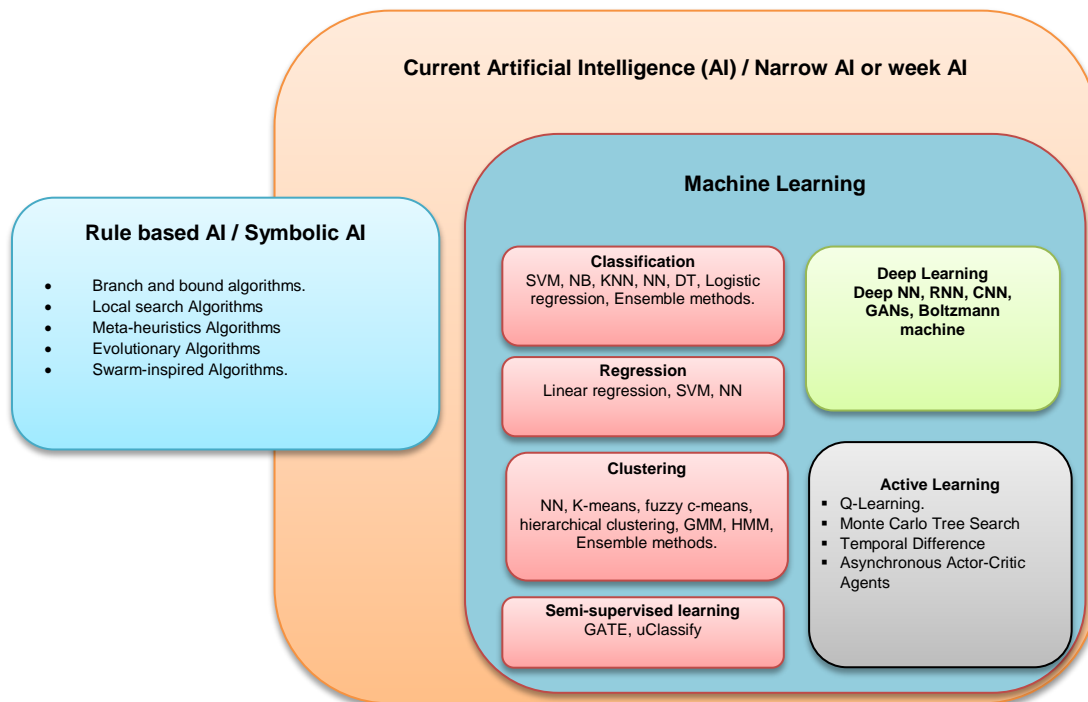 Current Artificial Intelligence (AI) / Narrow AI or week AI
Machine Learning
Rule based AI / Symbolic AI
• Branch and bound algorithms.
• Local search Algorithms
• Meta-heuristics Algorithms
• Evolutionary Algorithms
• Swarm-inspired Algorithms.
Classification
SVM, NB, KNN, NN, DT, Logistic
regression, Ensemble methods.
Regression
Linear regression, SVM, NN
Clustering
NN, K-means, fuzzy c-means,
hierarchical clustering, GMM, HMM,
Ensemble methods.
Semi-supervised learning
GATE, uClassify
Deep Learning
Deep NN, RNN, CNN,
GANs, Boltzmann
machine
Active Learning
▪ Q-Learning.
▪ Monte Carlo Tree Search
▪ Temporal Difference
▪ Asynchronous Actor-Critic
Agents